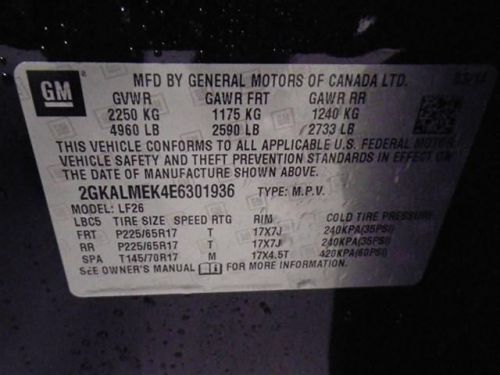 GM
MFD BY GENERAL MOTORS OF CANADA LTD. 03/14
GVWR GAWR FRT GAWR RR
2250 KG 1175 KG 1240 KG
4960 LB 2590 LB 2733 LB
THIS VEHICLE CONFORMS TO ALL APPLICABLE U.S. FEDERAL MOTOR
VEHICLE SAFETY AND THEFT PREVENTION STANDARDS IN EFFECT ON
THE DATE OF MANUFACTURE SHOWN ABOVE.
2GKALMEK4E6301936 TYPE: M.P.V.
MODEL: LF26
LBC5 TIRE SIZE SPEED RTG RIM COLD TIRE PRESSURE
FRT P225/65R17 T 17X7J 240KPA(35PSI)
RR P225/65R17 T 17X7J 240KPA(35PSI)
SPA T145/70R17 M 17X4.5T 420KPA(60PSI)
SEE OWNER'S MANUAL FOR MORE INFORMATION